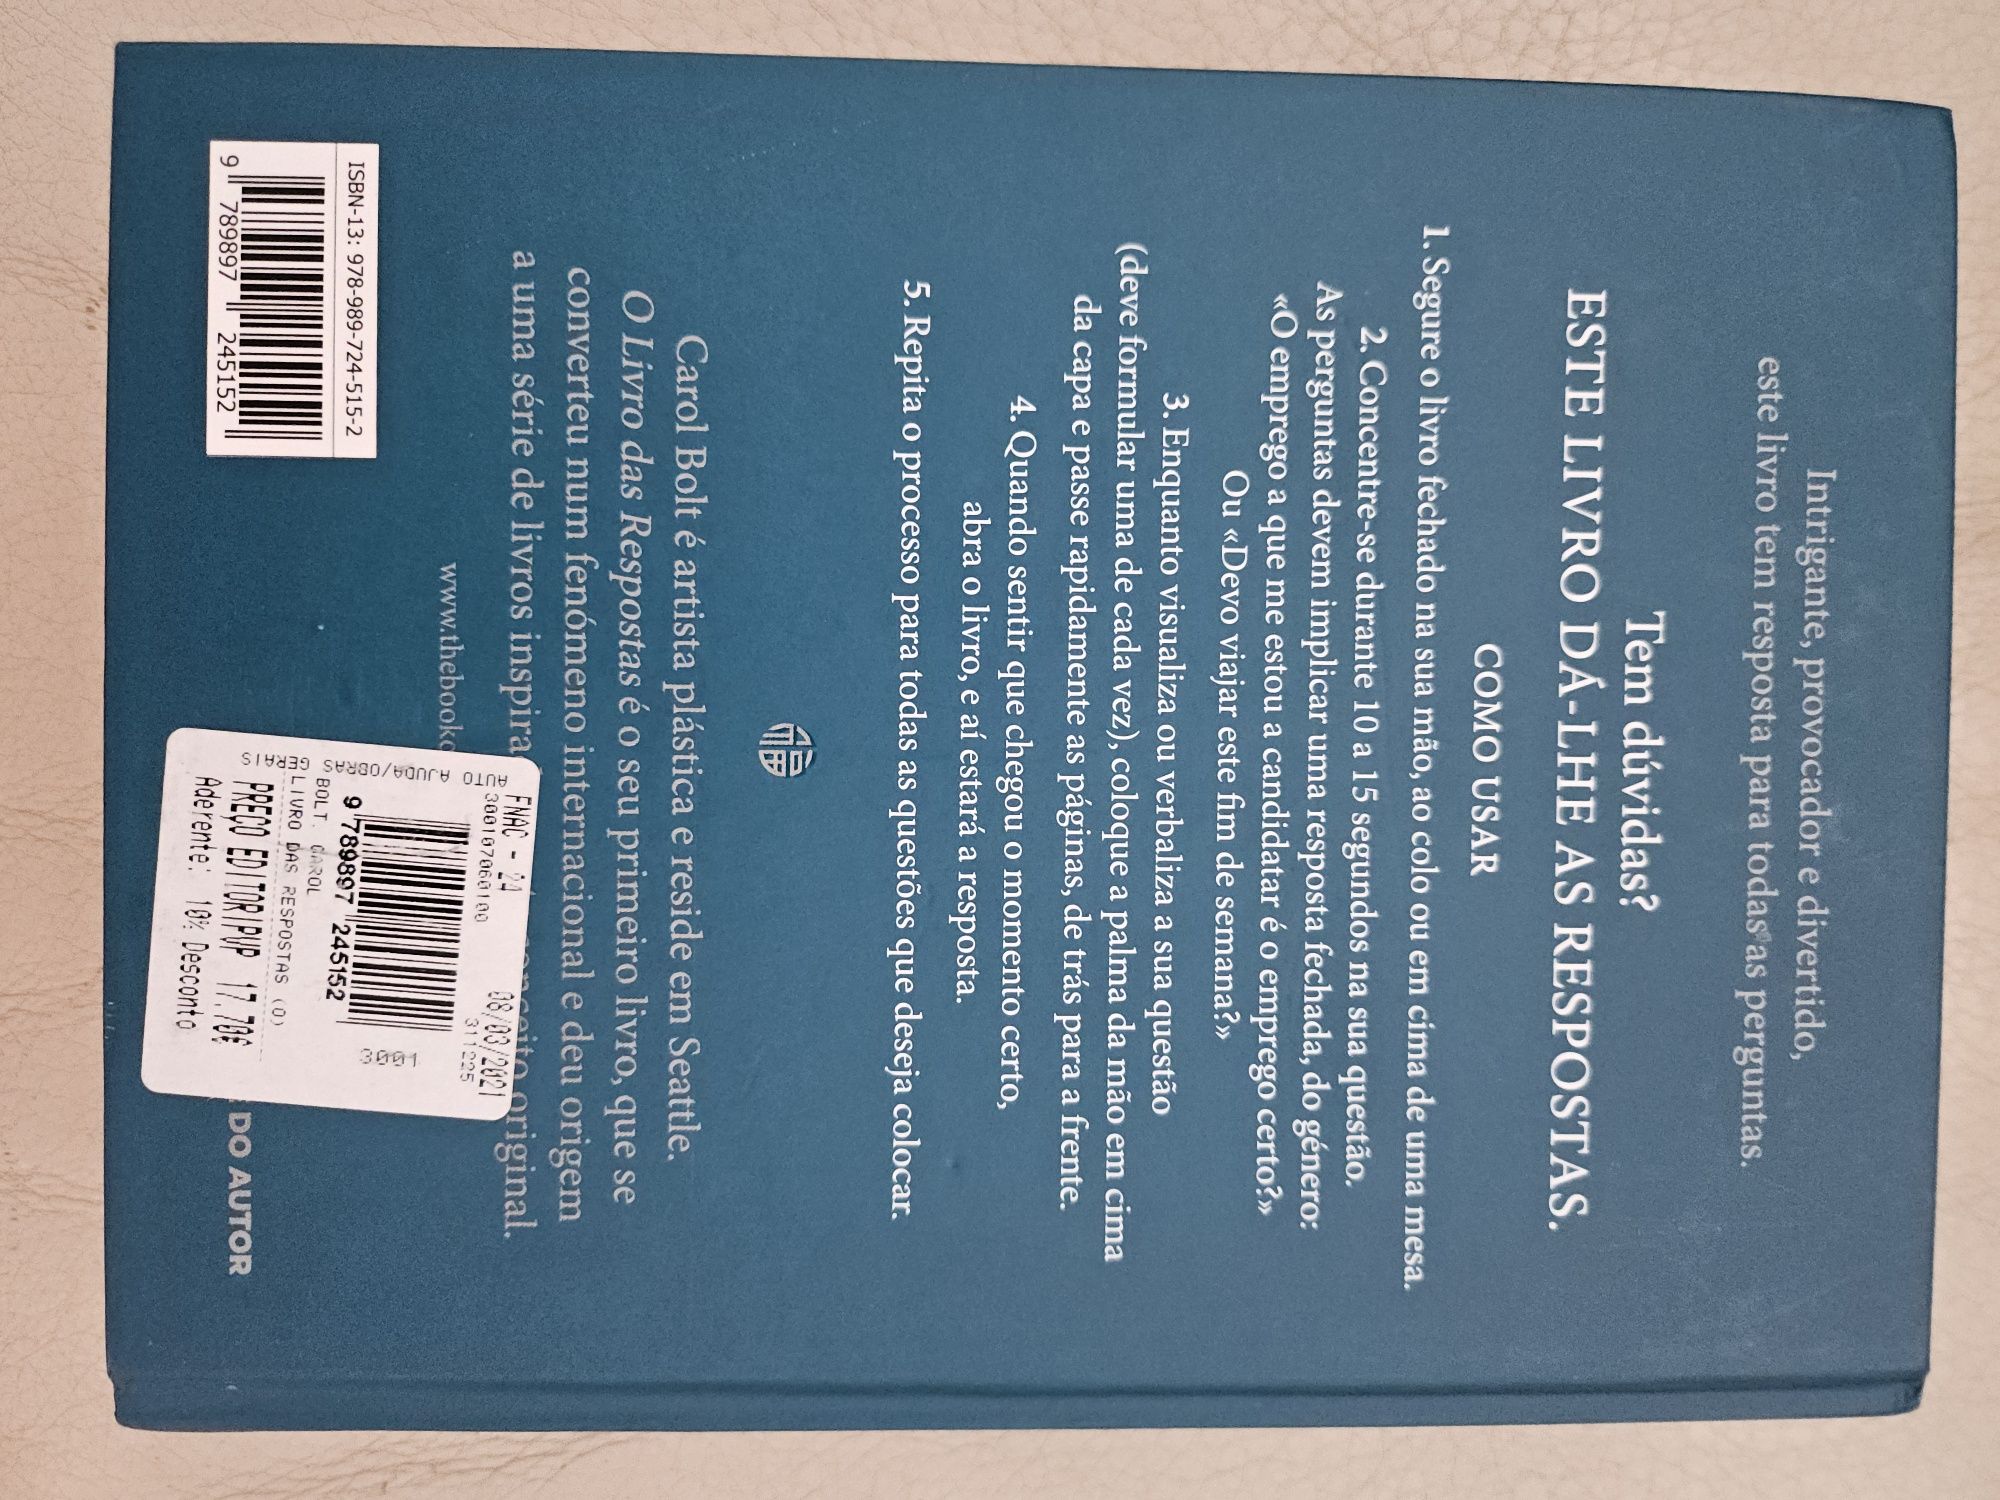 Intrigante, provocador e divertido,
este livro tem resposta para todas as perguntas.
Tem dúvidas?
ESTE LIVRO DÁ-LHE AS RESPOSTAS.
COMO USAR
1. Segure o livro fechado na sua mão, ao colo ou em cima de uma mesa.
2. Concentre-se durante 10 a 15 segundos na sua questão.
As perguntas devem implicar uma resposta fechada, do género:
«O emprego a que me estou a candidatar é o emprego certo?»
Ou «Devo viajar este fim de semana?»
3. Enquanto visualiza ou verbaliza a sua questão
(deve formular uma de cada vez), coloque a palma da mão em cima
da capa e passe rapidamente as páginas, de trás para a frente.
4. Quando sentir que chegou o momento certo,
abra o livro, e aí estará a resposta.
5. Repita o processo para todas as questões que deseja colocar.
Carol Bolt é artista plástica e reside em Seattle.
O Livro das Respostas é o seu primeiro livro, que se
converteu num fenómeno internacional e deu origem
a uma série de livros original.
ISBN-13: 978-989-724-515-2
9 789897 245152
FNAC - 24 08/03/2021
300107060100 311225
AUTO AJUDA/OBRAS GERAIS
3001
9 789897 245152
BOLT. CAROL
LIVRO DAS RESPOSTAS (O)
PREÇO EDITOR/PVP 17.70€
Aderente: 10% Desconto
DO AUTOR